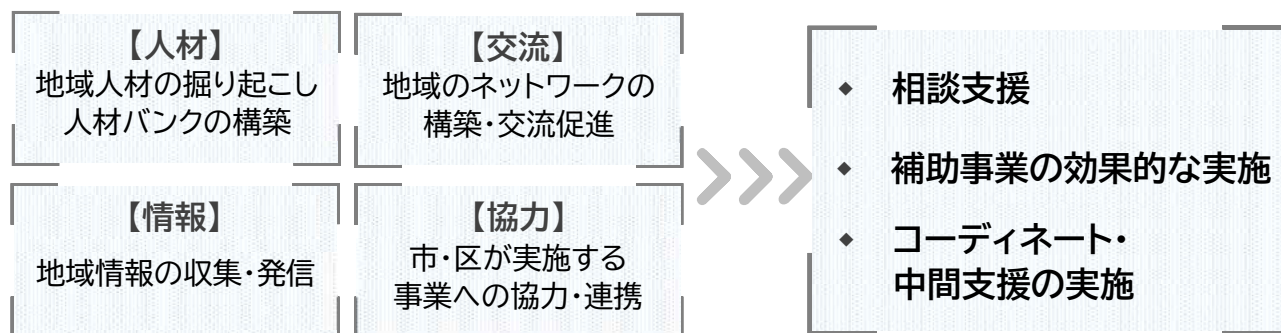 【人材】
地域人材の掘り起こし
人材バンクの構築
【交流】
地域のネットワークの
構築・交流促進
【情報】
地域情報の収集・発信
【協力】
市・区が実施する
事業への協力・連携
◆ 相談支援
◆ 補助事業の効果的な実施
◆ コーディネート・
中間支援の実施